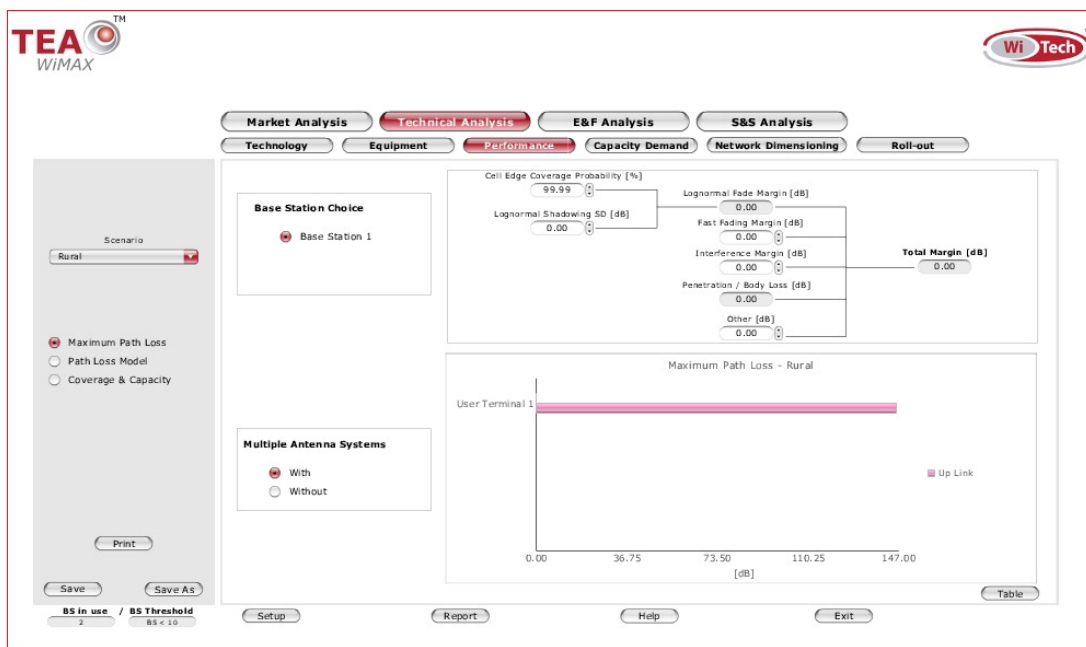 TEA TM
WiMAX
Wi Tech
Market Analysis
Technical Analysis
E&F Analysis
S&S Analysis
Technology
Equipment
Performance
Capacity Demand
Network Dimensioning
Roll-out
Scenario
Rural
Maximum Path Loss
Path Loss Model
Coverage & Capacity
Print
Save
Save As
BS in use / BS Threshold
2
BS < 10
Base Station Choice
Base Station 1
Multiple Antenna Systems
With
Without
Cell Edge Coverage Probability [%]
99.99
Lognormal Shadowing SD [dB]
0.00
Lognormal Fade Margin [dB]
0.00
Fast Fading Margin [dB]
0.00
Interference Margin [dB]
0.00
Penetration / Body Loss [dB]
0.00
Other [dB]
0.00
Total Margin [dB]
0.00
Maximum Path Loss - Rural
User Terminal 1
Up Link
0.00 36.75 73.50 110.25 147.00
[dB]
Table
Setup
Report
Help
Exit